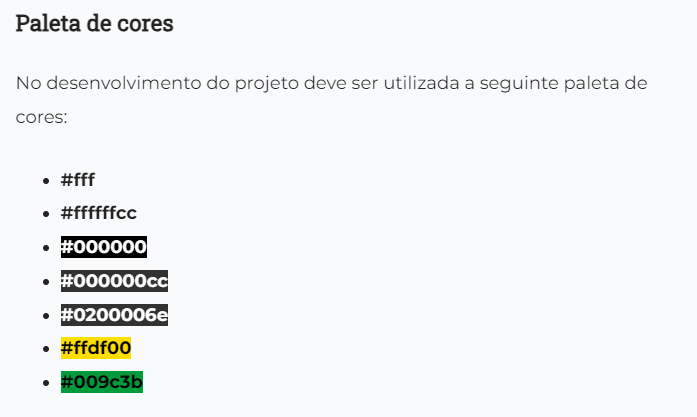 Paleta de cores
No desenvolvimento do projeto deve ser utilizada a seguinte paleta de
cores:
#fff
#ffffffcc
#000000
#000000cc
#0200006e
#ffdf00
#009c3b